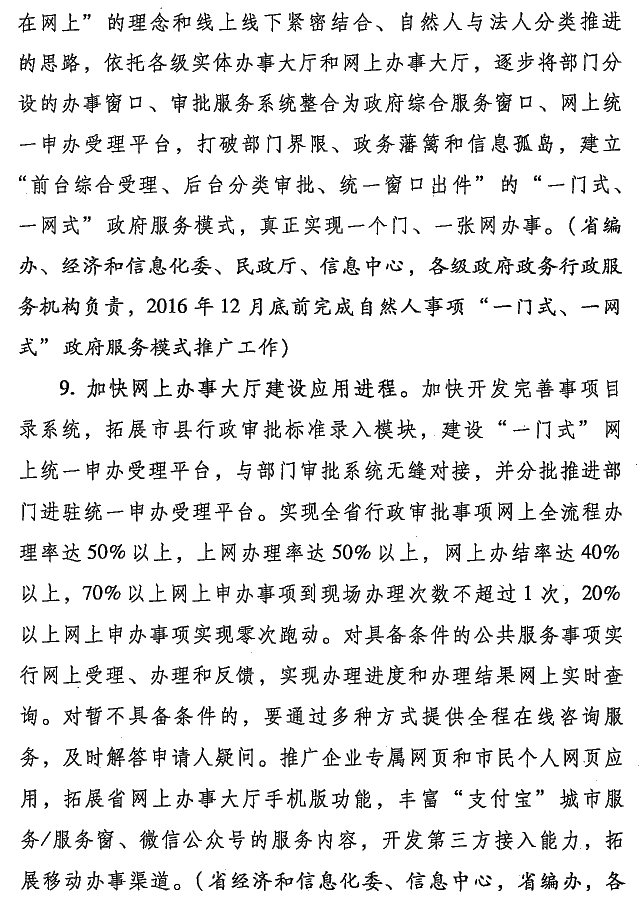 在网上”的理念和线上线下紧密结合、自然人与法人分类推进
的思路，依托各级实体办事大厅和网上办事大厅，逐步将部门分
设的办事窗口、审批服务系统整合为政府综合服务窗口、网上统
一申办受理平台，打破部门界限、政务藩篱和信息孤岛，建立
“前台综合受理、后台分类审批、统一窗口出件”的“一门式、
一网式”政府服务模式，真正实现一个门、一张网办事。（省编
办、经济和信息化委、民政厅、信息中心，各级政府政务行政服
务机构负责，2016年12月底前完成自然人事项“一门式、一网
式”政府服务模式推广工作）
9. 加快网上办事大厅建设应用进程。加快开发完善事项目
录系统，拓展市县行政审批标准录入模块，建设“一门式”网
上统一申办受理平台，与部门审批系统无缝对接，并分批推进部
门进驻统一申办受理平台。实现全省行政审批事项网上全流程办
理率达50%以上，上网办理率达50%以上，网上办结率达40%
以上，70%以上网上申办事项到现场办理次数不超过1次，20%
以上网上申办事项实现零次跑动。对具备条件的公共服务事项实
行网上受理、办理和反馈，实现办理进度和办理结果网上实时查
询。对暂不具备条件的，要通过多种方式提供全程在线咨询服
务，及时解答申请人疑问。推广企业专属网页和市民个人网页应
用，拓展省网上办事大厅手机版功能，丰富“支付宝”城市服
务/服务窗、微信公众号的服务内容，开发第三方接入能力，拓
展移动办事渠道。（省经济和信息化委、信息中心，省编办，各